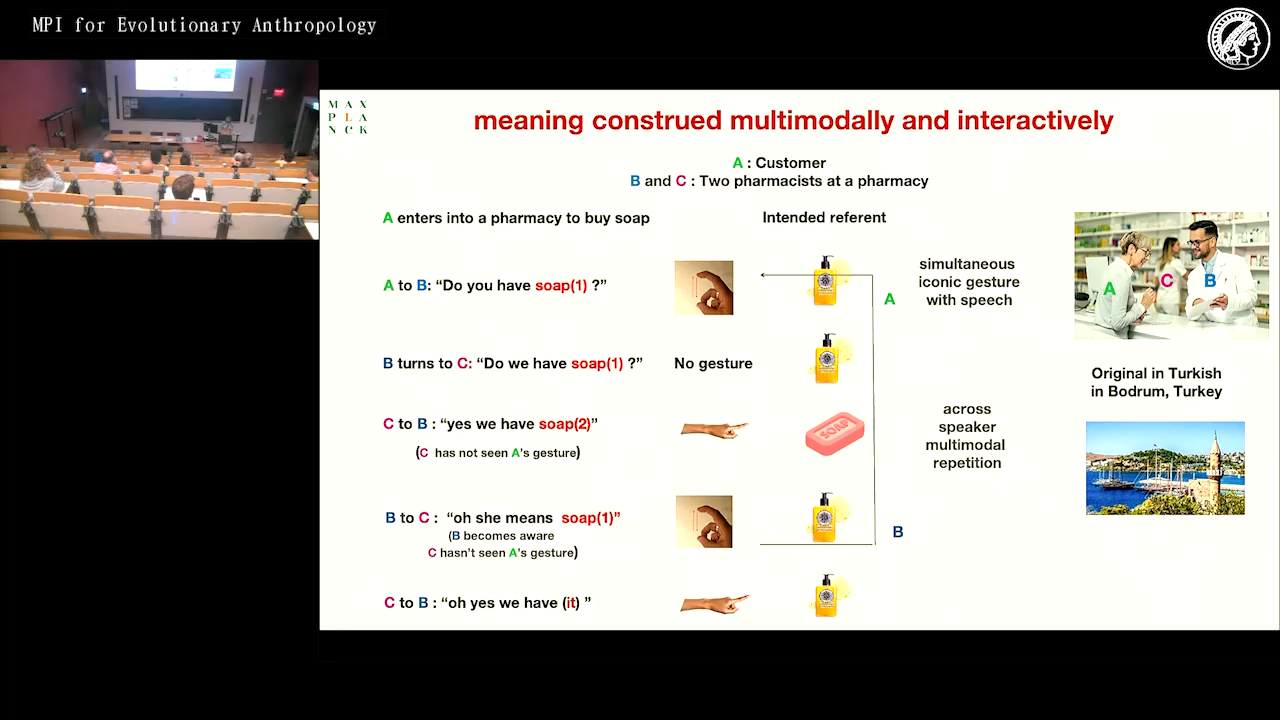 MPI for Evolutionary Anthropology
M A X
P L A
N C K
meaning construed multimodally and interactively
A : Customer
B and C : Two pharmacists at a pharmacy
A enters into a pharmacy to buy soap
Intended referent
A to B: “Do you have soap(1) ?”
A
simultaneous
iconic gesture
with speech
A
C
B
B turns to C: “Do we have soap(1) ?”
No gesture
Original in Turkish
in Bodrum, Turkey
C to B : “yes we have soap(2)”
(C has not seen A's gesture)
SOAP
across
speaker
multimodal
repetition
B to C : “oh she means soap(1)”
(B becomes aware
C hasn't seen A's gesture)
B
C to B : “oh yes we have (it) ”